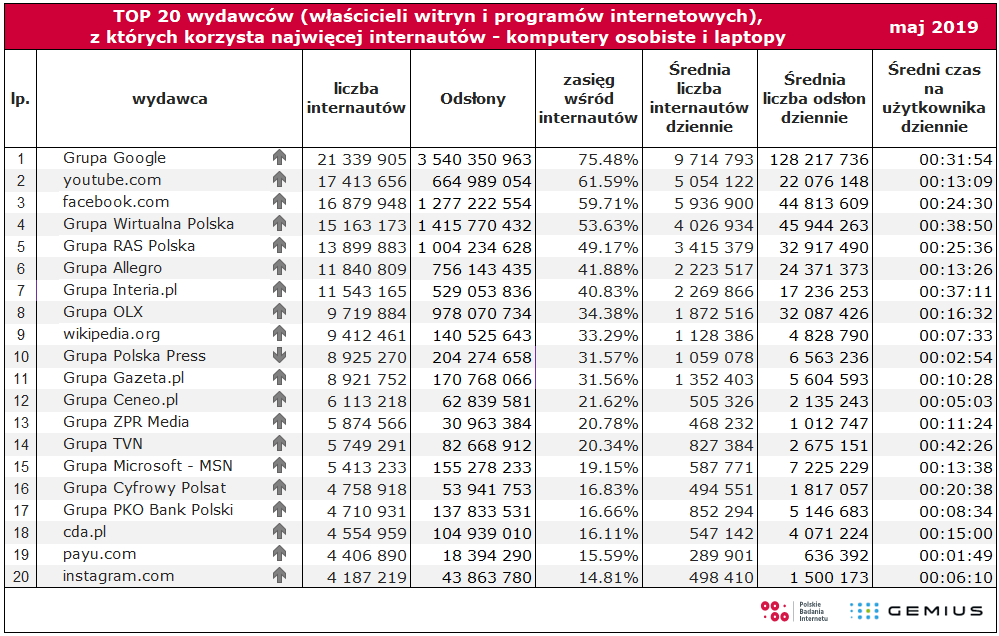 TOP 20 wydawców (właścicieli witryn i programów internetowych),
z których korzysta najwięcej internautów - komputery osobiste i laptopy
maj 2019
lp. wydawca liczba internautów Odsłony zasięg wśród internautów Średnia liczba internautów dziennie Średnia liczba odsłon dziennie Średni czas na użytkownika dziennie
1 Grupa Google 21 339 905 3 540 350 963 75.48% 9 714 793 128 217 736 00:31:54
2 youtube.com 17 413 656 664 989 054 61.59% 5 054 122 22 076 148 00:13:09
3 facebook.com 16 879 948 1 277 222 554 59.71% 5 936 900 44 813 609 00:24:30
4 Grupa Wirtualna Polska 15 163 173 1 415 770 432 53.63% 4 026 934 45 944 263 00:38:50
5 Grupa RAS Polska 13 899 883 1 004 234 628 49.17% 3 415 379 32 917 490 00:25:36
6 Grupa Allegro 11 840 809 756 143 435 41.88% 2 223 517 24 371 373 00:13:26
7 Grupa Interia.pl 11 543 165 529 053 836 40.83% 2 269 866 17 236 253 00:37:11
8 Grupa OLX 9 719 884 978 070 734 34.38% 1 872 516 32 087 426 00:16:32
9 wikipedia.org 9 412 461 140 525 643 33.29% 1 128 386 4 828 790 00:07:33
10 Grupa Polska Press 8 925 270 204 274 658 31.57% 1 059 078 6 563 236 00:02:54
11 Grupa Gazeta.pl 8 921 752 170 768 066 31.56% 1 352 403 5 604 593 00:10:28
12 Grupa Ceneo.pl 6 113 218 62 839 581 21.62% 505 326 2 135 243 00:05:03
13 Grupa ZPR Media 5 874 566 30 963 384 20.78% 468 232 1 012 747 00:11:24
14 Grupa TVN 5 749 291 82 668 912 20.34% 827 384 2 675 151 00:42:26
15 Grupa Microsoft - MSN 5 413 233 155 278 233 19.15% 587 771 7 225 229 00:13:38
16 Grupa Cyfrowy Polsat 4 758 918 53 941 753 16.83% 494 551 1 817 057 00:20:38
17 Grupa PKO Bank Polski 4 710 931 137 833 531 16.66% 852 294 5 146 683 00:08:34
18 cda.pl 4 554 959 104 939 010 16.11% 547 142 4 071 224 00:15:00
19 payu.com 4 406 890 18 394 290 15.59% 289 901 636 392 00:01:49
20 instagram.com 4 187 219 43 863 780 14.81% 498 410 1 500 173 00:06:10
Polskie
Badania
Internetu
GEMIUS